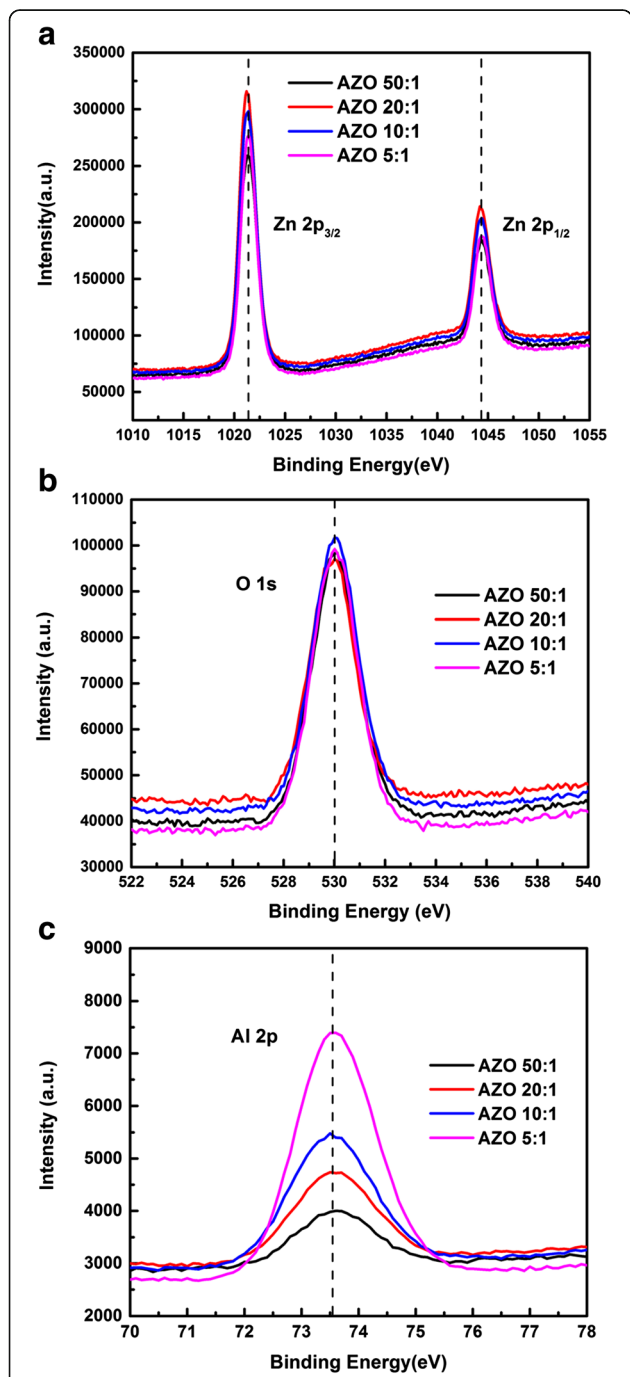 a
350000
300000
250000
200000
150000
100000
50000
Intensity(a.u.)
AZO 50:1
AZO 20:1
AZO 10:1
AZO 5:1
Zn 2p3/2
Zn 2p1/2
1010 1015 1020 1025 1030 1035 1040 1045 1050 1055
Binding Energy(eV)
b
110000
100000
90000
80000
70000
60000
50000
40000
30000
Intensity (a.u.)
O 1s
AZO 50:1
AZO 20:1
AZO 10:1
AZO 5:1
522 524 526 528 530 532 534 536 538 540
Binding Energy (eV)
c
9000
8000
7000
6000
5000
4000
3000
2000
Intensity (a.u.)
Al 2p
AZO 50:1
AZO 20:1
AZO 10:1
AZO 5:1
70 71 72 73 74 75 76 77 78
Binding Energy(eV)